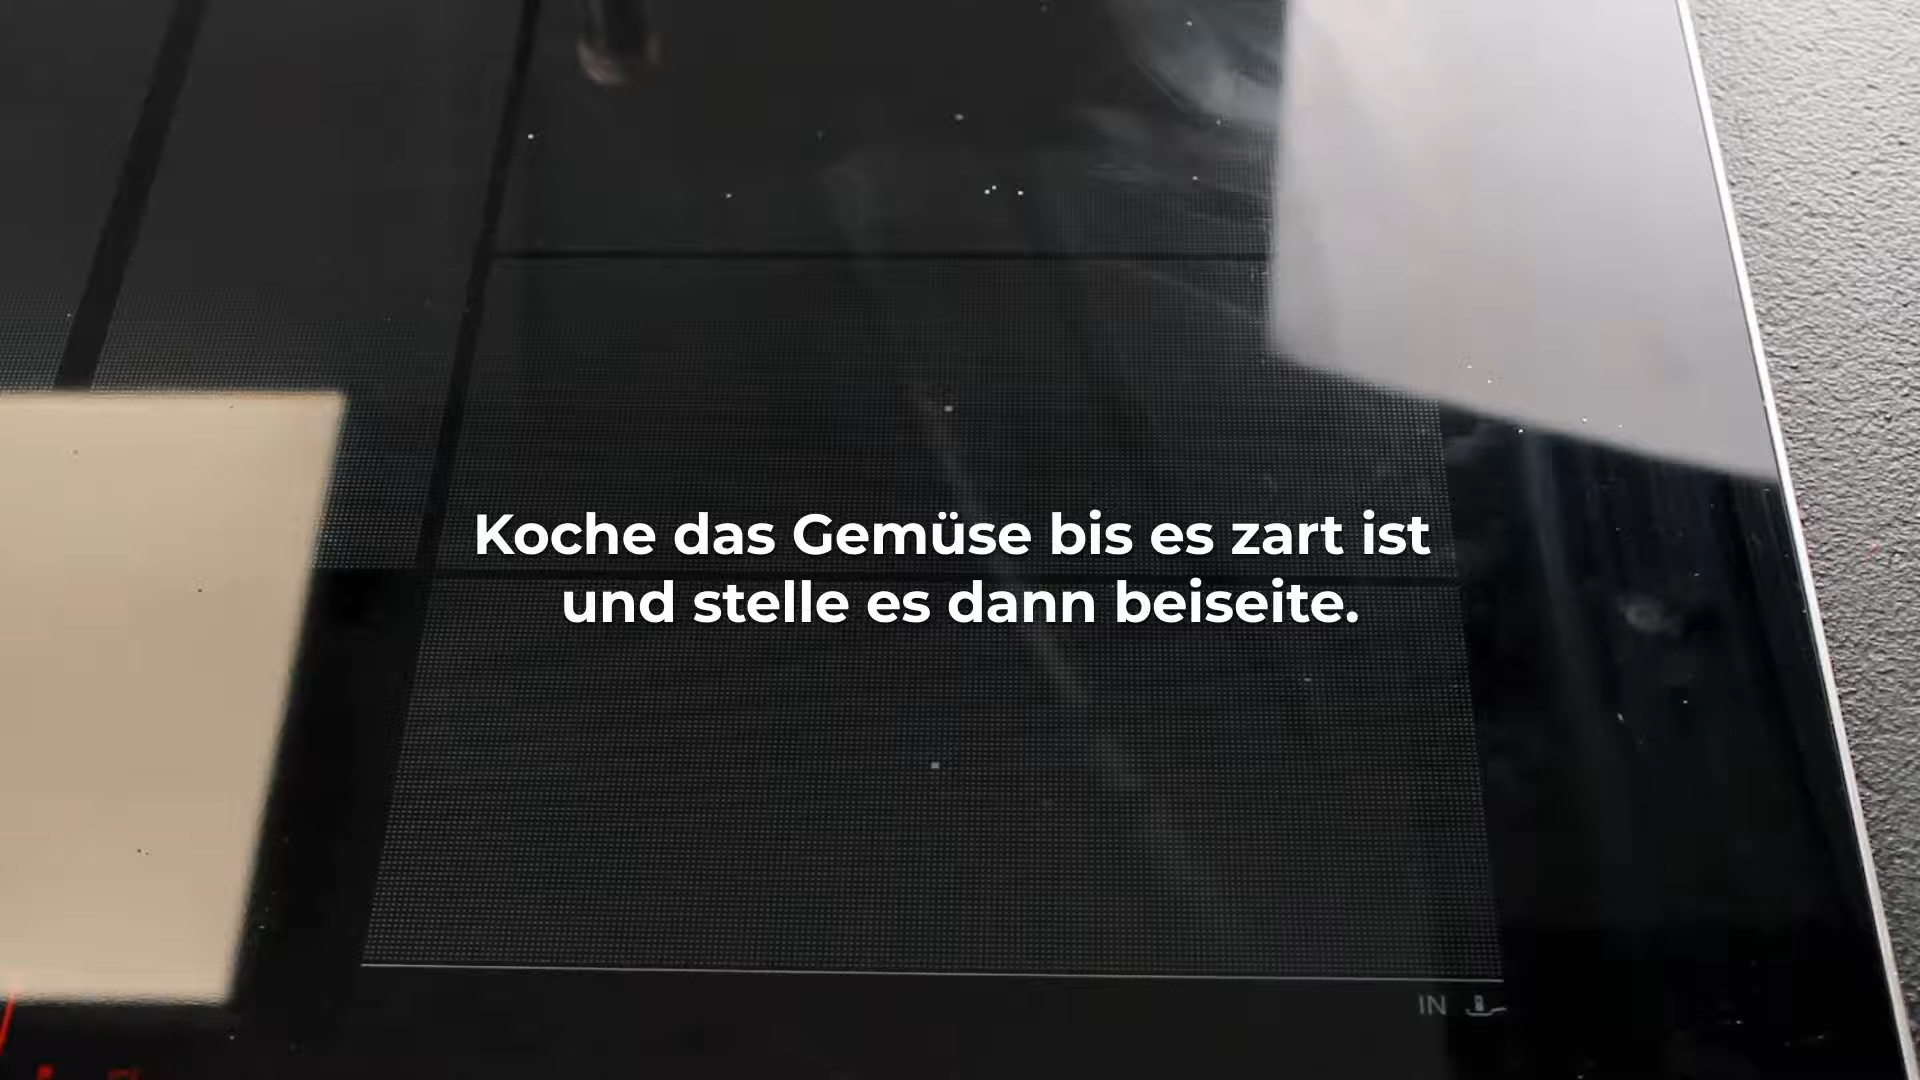 Koche das Gemüse bis es zart ist
und stelle es dann beiseite.
IN